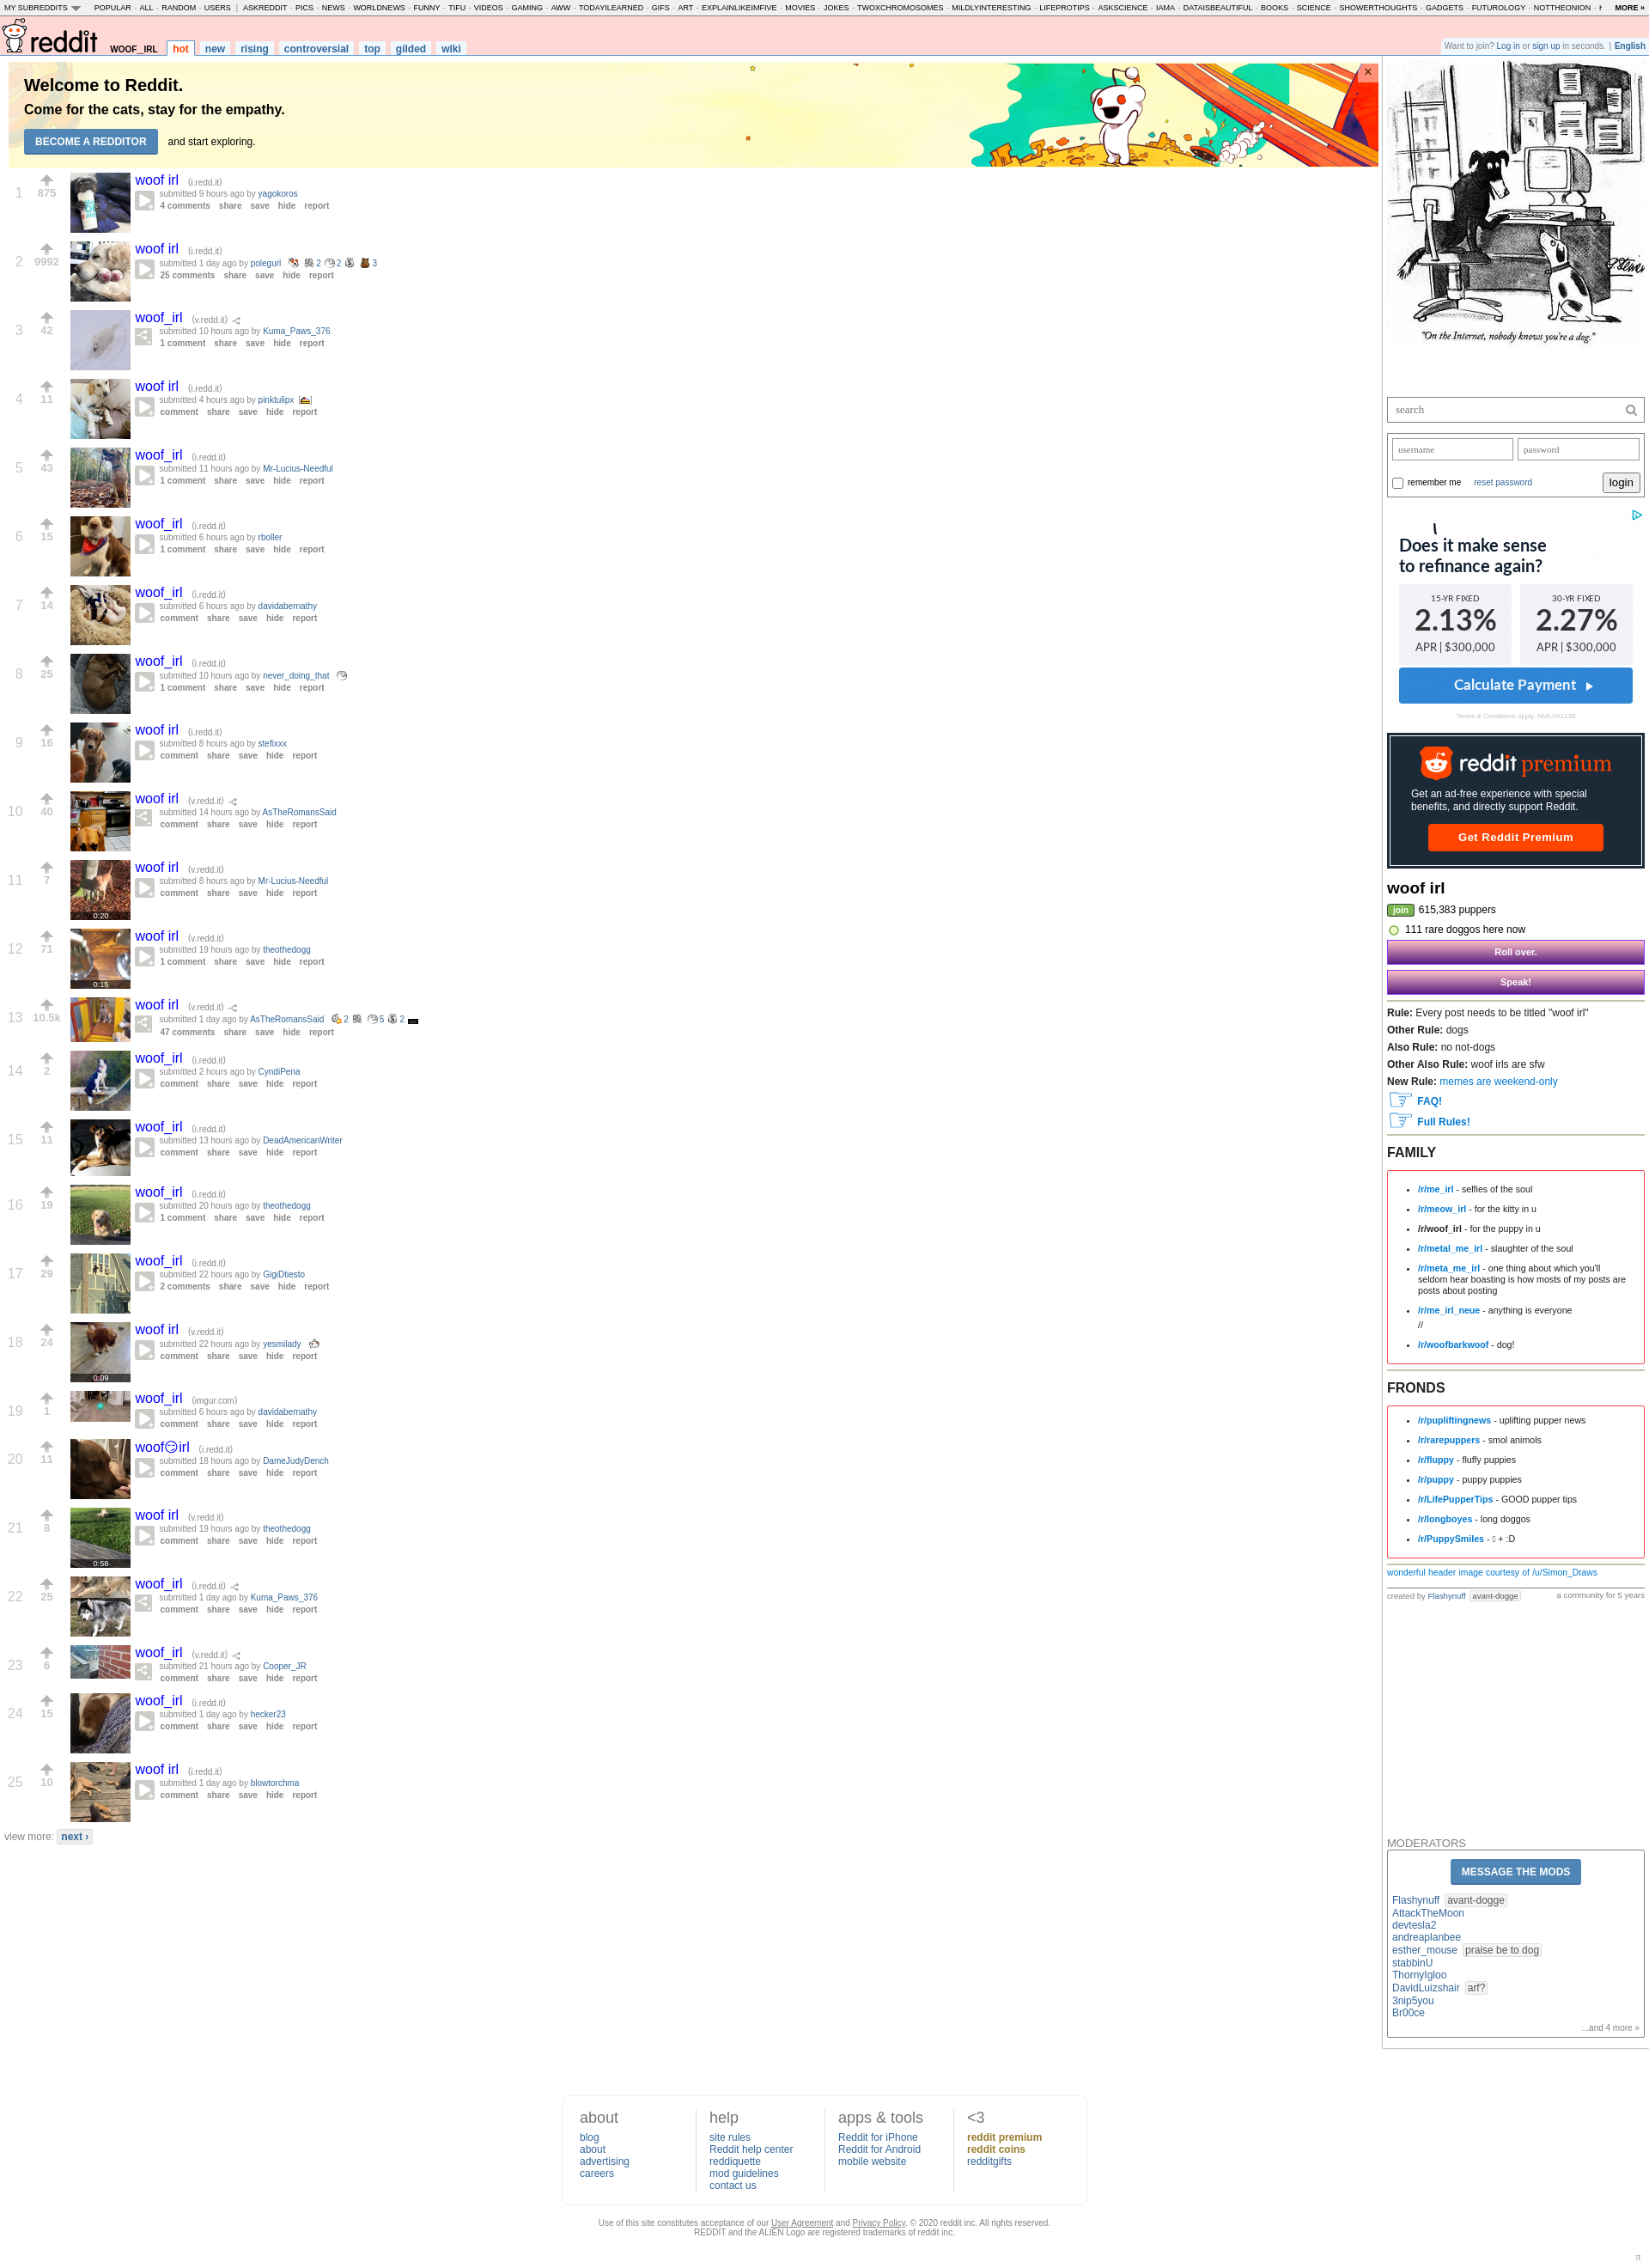 MY SUBREDDITS POPULAR - ALL - RANDOM - USERS | ASKREDDIT - PICS - NEWS - WORLDNEWS - FUNNY - TIFU - VIDEOS - GAMING - AWW - TODAYILEARNED - GIFS - ART - EXPLAINLIKEIMFIVE - MOVIES - JOKES - TWOXCHROMOSOMES - MILDLYINTERESTING - LIFEPROTIPS - ASKSCIENCE - IAMA - DATAISBEAUTIFUL - BOOKS - SCIENCE - SHOWERTHOUGHTS - GADGETS - FUTUROLOGY - NOTTHEONION - MORE »
reddit WOOF_IRL hot new rising controversial top gilded wiki
Want to join? Log in or sign up in seconds. | English
Welcome to Reddit.
Come for the cats, stay for the empathy.
BECOME A REDDITOR and start exploring.
1 875 woof irl (i.redd.it)
submitted 9 hours ago by yagokoros
4 comments share save hide report
2 9992 woof irl (i.redd.it)
submitted 1 day ago by polegurl 2 2 3
25 comments share save hide report
3 42 woof_irl (v.redd.it)
submitted 10 hours ago by Kuma_Paws_376
1 comment share save hide report
4 11 woof irl (i.redd.it)
submitted 4 hours ago by pinktulipx
comment share save hide report
5 43 woof_irl (i.redd.it)
submitted 11 hours ago by Mr-Lucius-Needful
1 comment share save hide report
6 15 woof_irl (i.redd.it)
submitted 6 hours ago by rboller
1 comment share save hide report
7 14 woof_irl (i.redd.it)
submitted 6 hours ago by davidabernathy
comment share save hide report
8 25 woof_irl (i.redd.it)
submitted 10 hours ago by never_doing_that
1 comment share save hide report
9 16 woof irl (i.redd.it)
submitted 8 hours ago by stefixxx
comment share save hide report
10 40 woof irl (v.redd.it)
submitted 14 hours ago by AsTheRomansSaid
comment share save hide report
11 7 woof irl (v.redd.it)
submitted 8 hours ago by Mr-Lucius-Needful
comment share save hide report
0:20
12 71 woof irl (v.redd.it)
submitted 19 hours ago by theothedogg
1 comment share save hide report
0:15
13 10.5k woof irl (v.redd.it)
submitted 1 day ago by AsTheRomansSaid 2 5 2
47 comments share save hide report
14 2 woof_irl (i.redd.it)
submitted 2 hours ago by CyndiPena
comment share save hide report
15 11 woof_irl (i.redd.it)
submitted 13 hours ago by DeadAmericanWriter
comment share save hide report
16 19 woof_irl (i.redd.it)
submitted 20 hours ago by theothedogg
1 comment share save hide report
17 29 woof_irl (i.redd.it)
submitted 22 hours ago by GigiDtiesto
2 comments share save hide report
18 24 woof irl (v.redd.it)
submitted 22 hours ago by yesmilady
comment share save hide report
0:09
19 1 woof_irl (imgur.com)
submitted 6 hours ago by davidabernathy
comment share save hide report
20 11 woof😏irl (i.redd.it)
submitted 18 hours ago by DameJudyDench
comment share save hide report
21 8 woof irl (v.redd.it)
submitted 19 hours ago by theothedogg
comment share save hide report
0:58
22 25 woof_irl (i.redd.it)
submitted 1 day ago by Kuma_Paws_376
comment share save hide report
23 6 woof_irl (v.redd.it)
submitted 21 hours ago by Cooper_JR
comment share save hide report
24 15 woof_irl (i.redd.it)
submitted 1 day ago by hecker23
comment share save hide report
25 10 woof irl (i.redd.it)
submitted 1 day ago by blowtorchma
comment share save hide report
view more: next ›
"On the Internet, nobody knows you're a dog."
search
username password
remember me reset password login
Does it make sense
to refinance again?
15-YR FIXED 30-YR FIXED
2.13% 2.27%
APR | $300,000 APR | $300,000
Calculate Payment
Terms & Conditions apply. NMLS#1136
reddit premium
Get an ad-free experience with special
benefits, and directly support Reddit.
Get Reddit Premium
woof irl
join 615,383 puppers
111 rare doggos here now
Roll over.
Speak!
Rule: Every post needs to be titled "woof irl"
Other Rule: dogs
Also Rule: no not-dogs
Other Also Rule: woof irls are sfw
New Rule: memes are weekend-only
☞ FAQ!
☞ Full Rules!
FAMILY
/r/me_irl - selfies of the soul
/r/meow_irl - for the kitty in u
/r/woof_irl - for the puppy in u
/r/metal_me_irl - slaughter of the soul
/r/meta_me_irl - one thing about which you'll
seldom hear boasting is how mosts of my posts are
posts about posting
/r/me_irl_neue - anything is everyone
//
/r/woofbarkwoof - dog!
FRONDS
/r/pupliftingnews - uplifting pupper news
/r/rarepuppers - smol animols
/r/fluppy - fluffy puppies
/r/puppy - puppy puppies
/r/LifePupperTips - GOOD pupper tips
/r/longboyes - long doggos
/r/PuppySmiles - ▯ + :D
wonderful header image courtesy of /u/Simon_Draws
created by Flashynuff avant-dogge a community for 5 years
MODERATORS
MESSAGE THE MODS
Flashynuff avant-dogge
AttackTheMoon
devtesla2
andreaplanbee
esther_mouse praise be to dog
stabbinU
ThornyIgloo
DavidLuizshair arf?
3nip5you
Br00ce
...and 4 more »
about
blog
about
advertising
careers
help
site rules
Reddit help center
reddiquette
mod guidelines
contact us
apps & tools
Reddit for iPhone
Reddit for Android
mobile website
<3
reddit premium
reddit coins
redditgifts
Use of this site constitutes acceptance of our User Agreement and Privacy Policy. © 2020 reddit inc. All rights reserved.
REDDIT and the ALIEN Logo are registered trademarks of reddit inc.
π